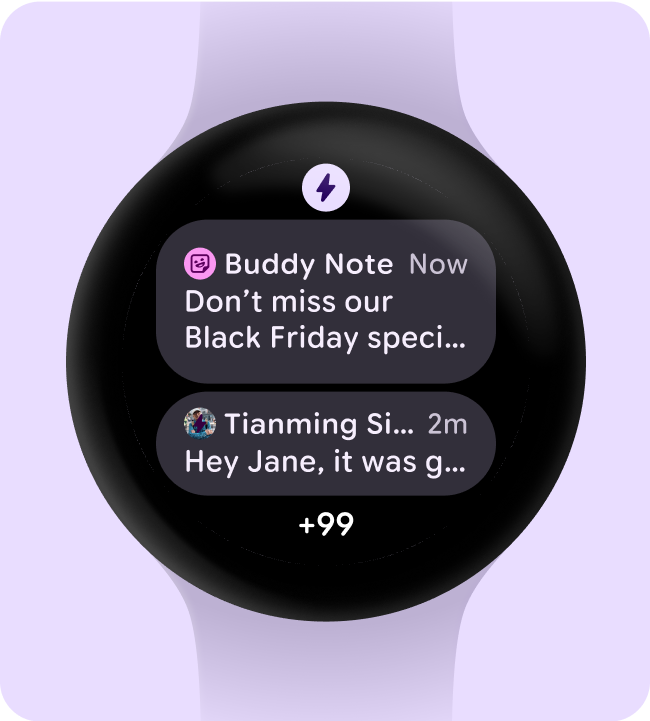 Buddy Note Now
Don’t miss our
Black Friday speci...
Tianming Si... 2m
Hey Jane, it was g...
+99